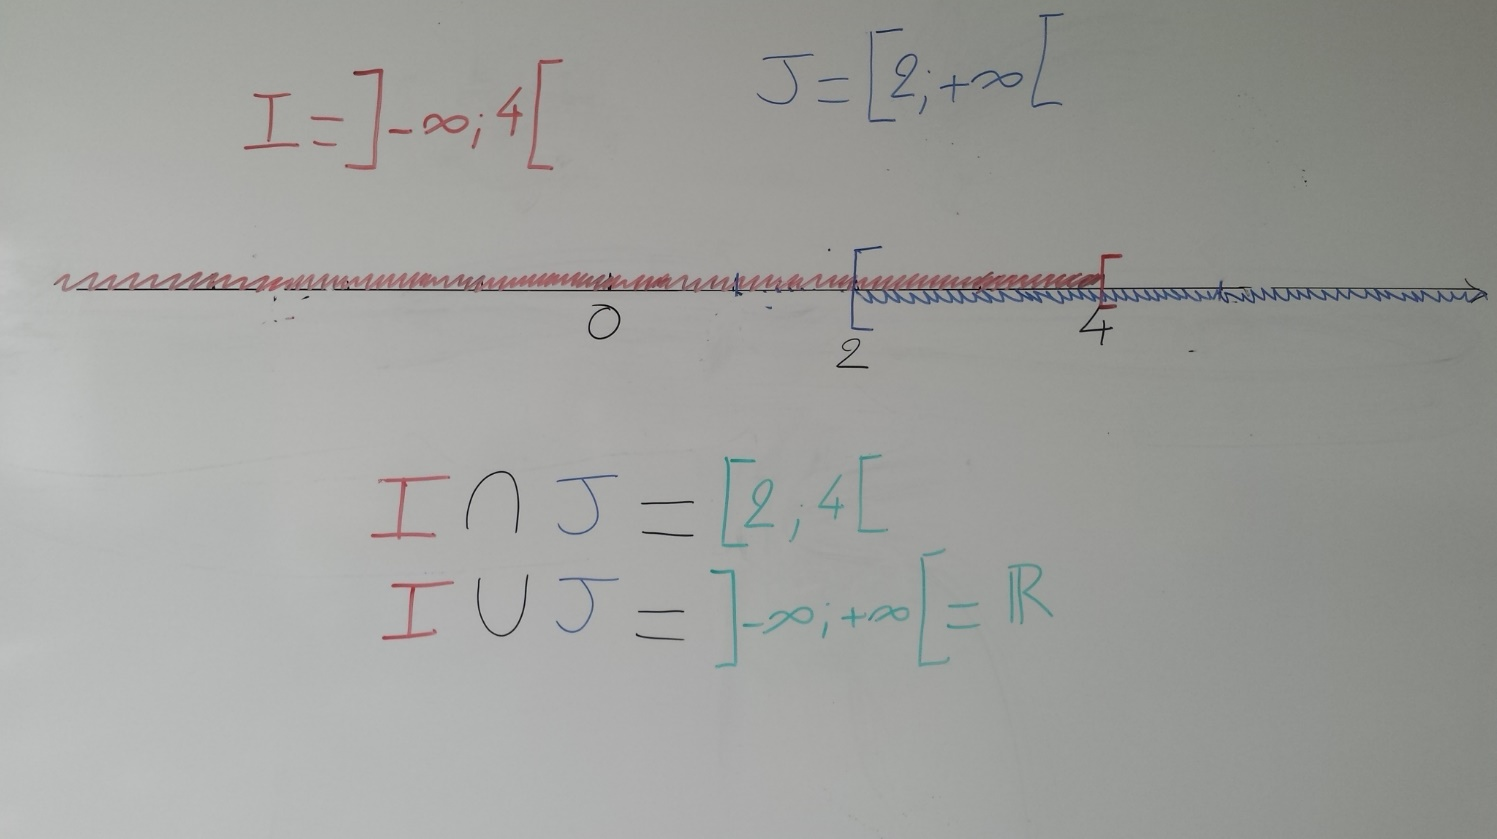 I = ]-∞; 4[
J = [2; +∞[
0
2
4
I ∩ J = [2; 4[
I ∪ J = ]-∞; +∞[ = ℝ